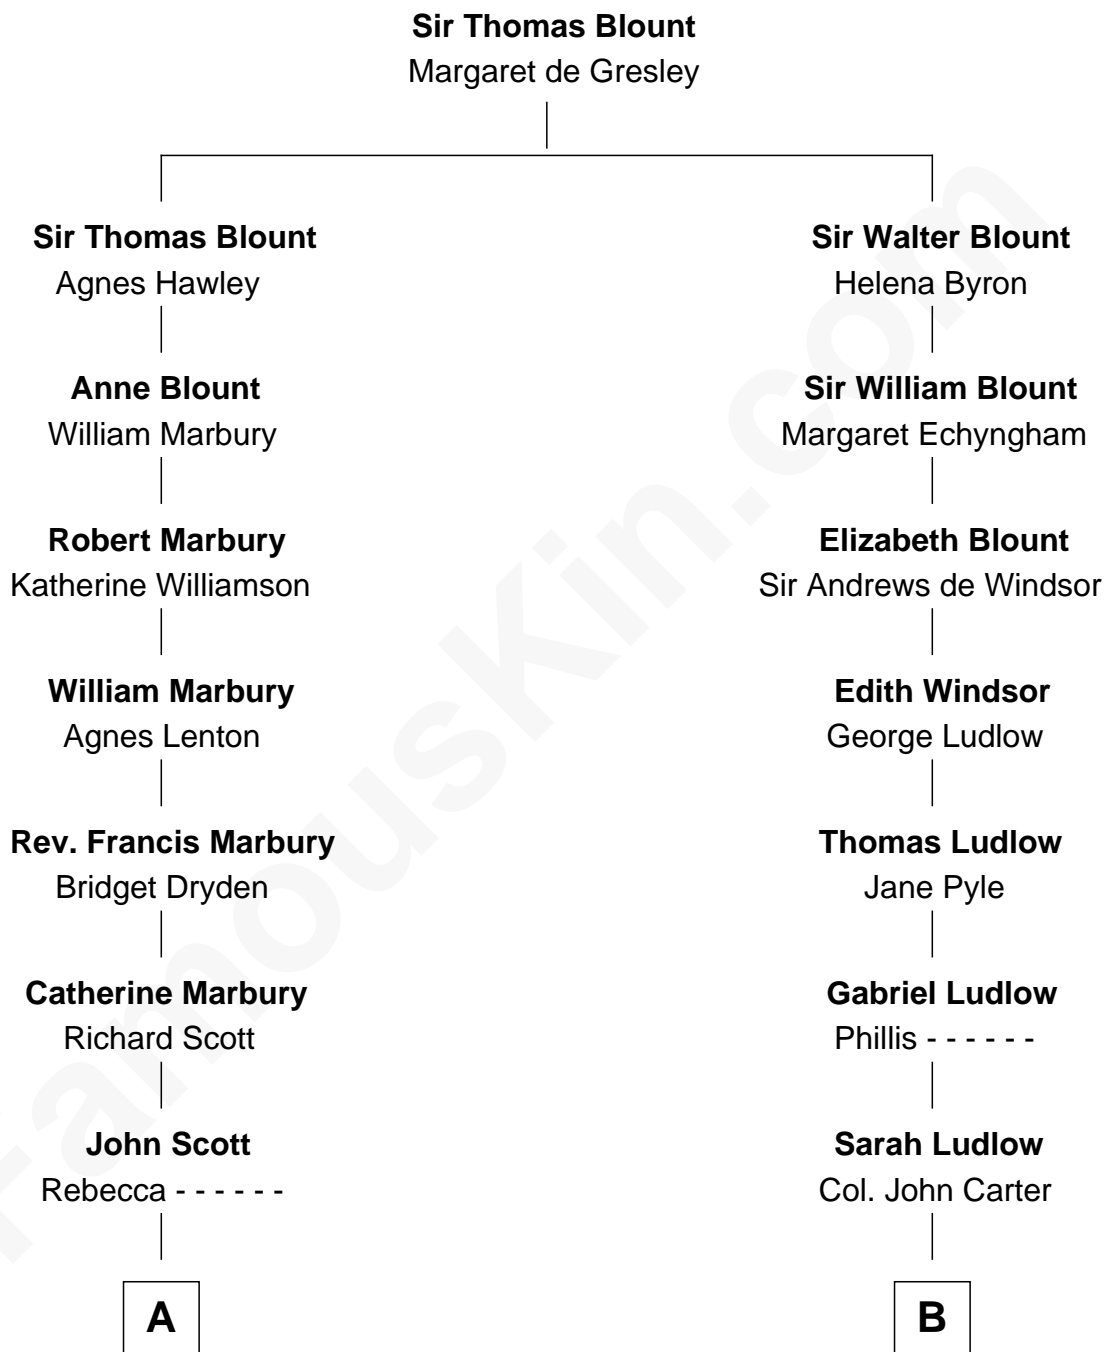 Sir Thomas Blount
Margaret de Gresley
Sir Thomas Blount
Agnes Hawley
Anne Blount
William Marbury
Robert Marbury
Katherine Williamson
William Marbury
Agnes Lenton
Rev. Francis Marbury
Bridget Dryden
Catherine Marbury
Richard Scott
John Scott
Rebecca - - - - - -
A
Sir Walter Blount
Helena Byron
Sir William Blount
Margaret Echyngham
Elizabeth Blount
Sir Andrews de Windsor
Edith Windsor
George Ludlow
Thomas Ludlow
Jane Pyle
Gabriel Ludlow
Phillis - - - - - -
Sarah Ludlow
Col. John Carter
B
FamousKin.com